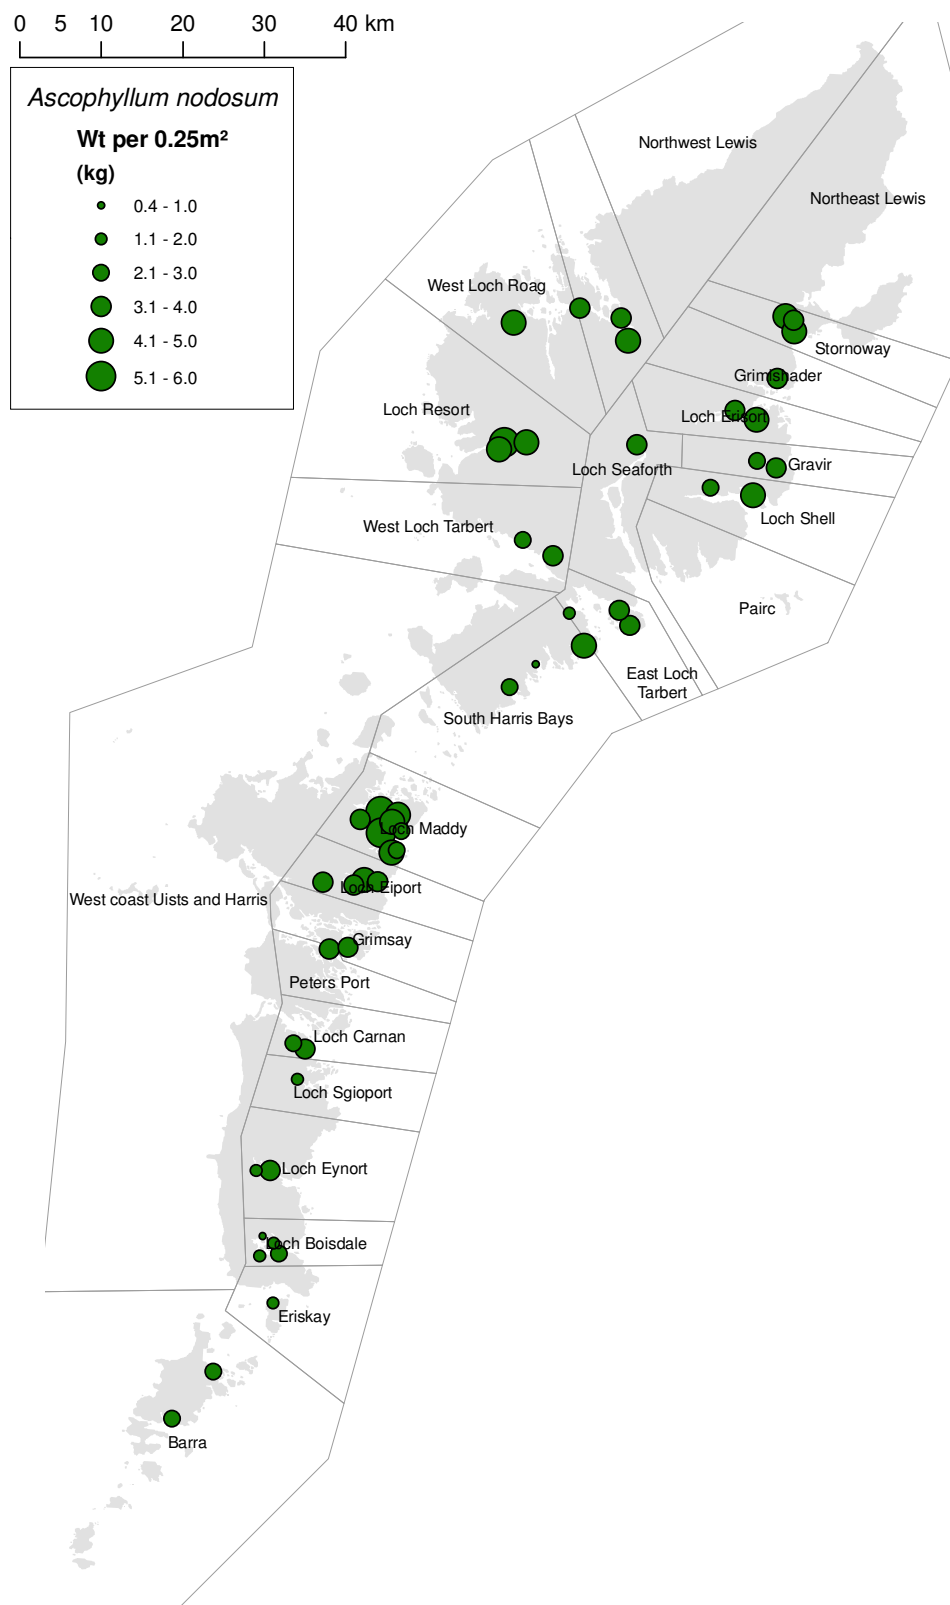 0 5 10 20 30 40 km
Ascophyllum nodosum
Wt per 0.25m²
(kg)
0.4 - 1.0
1.1 - 2.0
2.1 - 3.0
3.1 - 4.0
4.1 - 5.0
5.1 - 6.0
Northwest Lewis
Northeast Lewis
West Loch Roag
Stornoway
Grimshader
Loch Resort
Loch Erisort
Gravir
Loch Seaforth
Loch Shell
West Loch Tarbert
Pairc
East Loch
Tarbert
South Harris Bays
Loch Maddy
Loch Eiport
West coast Uists and Harris
Grimsay
Peters Port
Loch Carnan
Loch Sgioport
Loch Eynort
Loch Boisdale
Eriskay
Barra